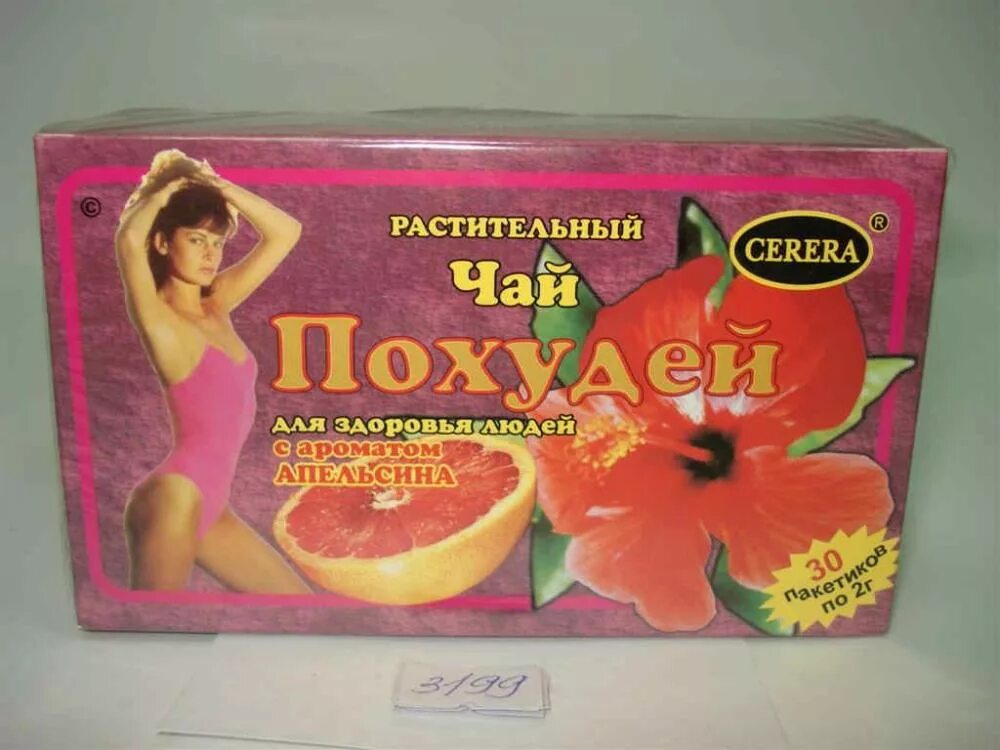 ©
РАСТИТЕЛЬНЫЙ
CERERA ®
Чай
Похудей
для здоровья людей
с ароматом
АПЕЛЬСИНА
30
пакетиков
по 2г
3199